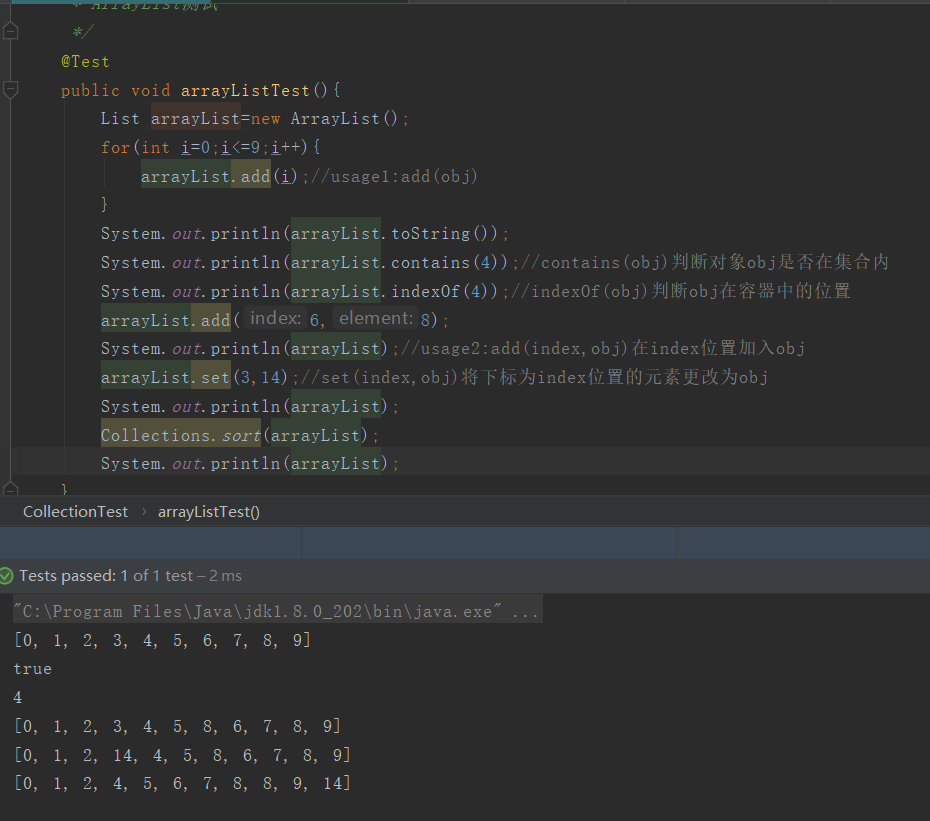 * ArrayList测试
*/
@Test
public void arrayListTest(){
List arrayList=new ArrayList();
for(int i=0;i<=9;i++){
arrayList.add(i);//usage1:add(obj)
}
System.out.println(arrayList.toString());
System.out.println(arrayList.contains(4));//contains(obj)判断对象obj是否在集合内
System.out.println(arrayList.indexOf(4));//indexOf(obj)判断obj在容器中的位置
arrayList.add( index: 6, element: 8);
System.out.println(arrayList);//usage2:add(index,obj)在index位置加入obj
arrayList.set(3,14);//set(index,obj)将下标为index位置的元素更改为obj
System.out.println(arrayList);
Collections.sort(arrayList);
System.out.println(arrayList);
}
CollectionTest › arrayListTest()
Tests passed: 1 of 1 test – 2 ms
"C:\Program Files\Java\jdk1.8.0_202\bin\java.exe" ...
[0, 1, 2, 3, 4, 5, 6, 7, 8, 9]
true
4
[0, 1, 2, 3, 4, 5, 8, 6, 7, 8, 9]
[0, 1, 2, 14, 4, 5, 8, 6, 7, 8, 9]
[0, 1, 2, 4, 5, 6, 7, 8, 8, 9, 14]